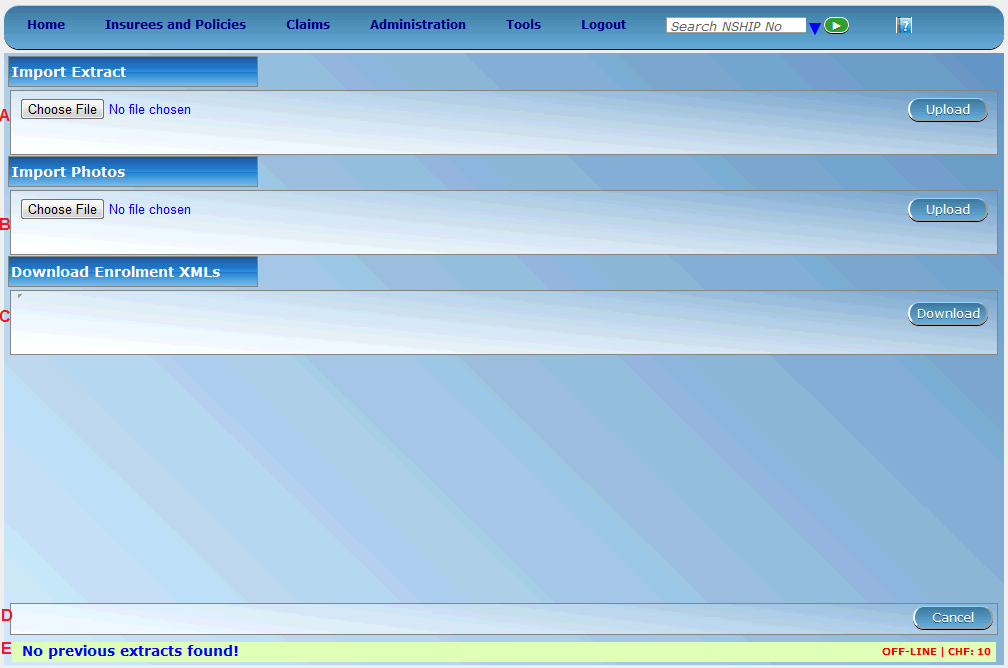 Home Insurees and Policies Claims Administration Tools Logout Search NSHIP No ?
Import Extract
A Choose File No file chosen Upload
Import Photos
Choose File No file chosen Upload
B
Download Enrolment XMLs
C Download
D Cancel
E No previous extracts found! OFF-LINE | CHF: 10